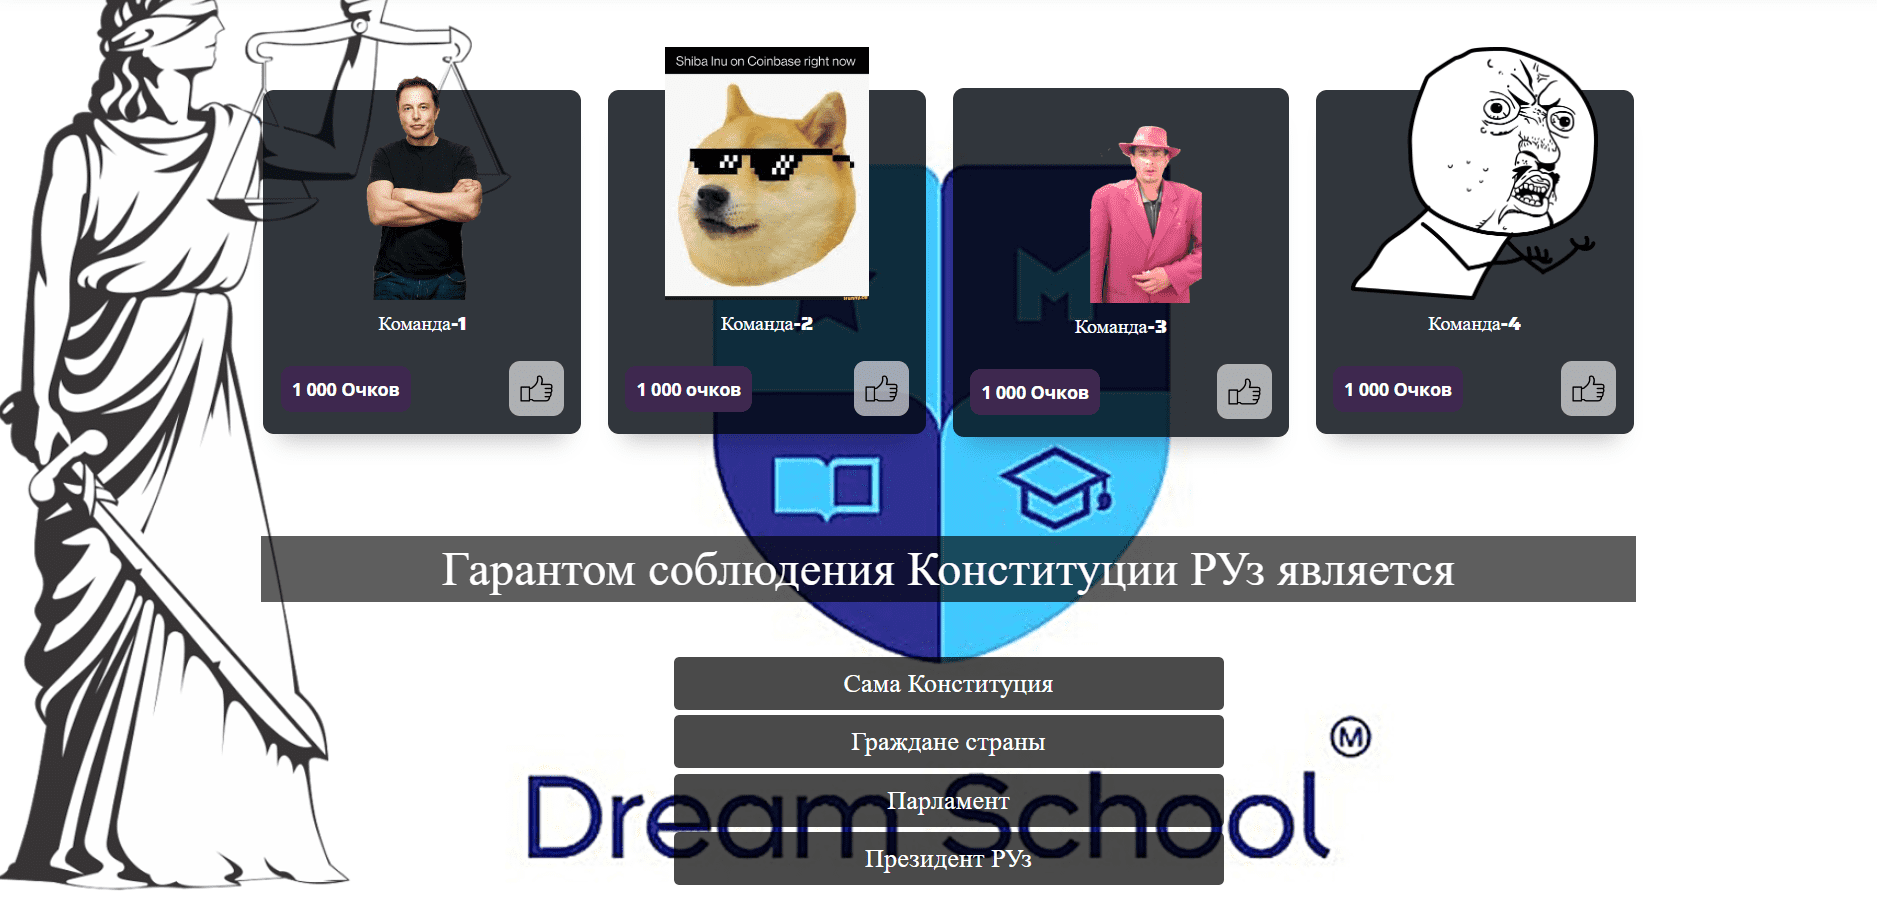 Shiba Inu on Coinbase right now
M
Команда-1
Команда-2
Команда-3
Команда-4
1 000 Очков
1 000 очков
1 000 Очков
1 000 Очков
Гарантом соблюдения Конституции РУз является
Сама Конституция
Граждане страны
M
Dream School
Парламент
Президент РУз